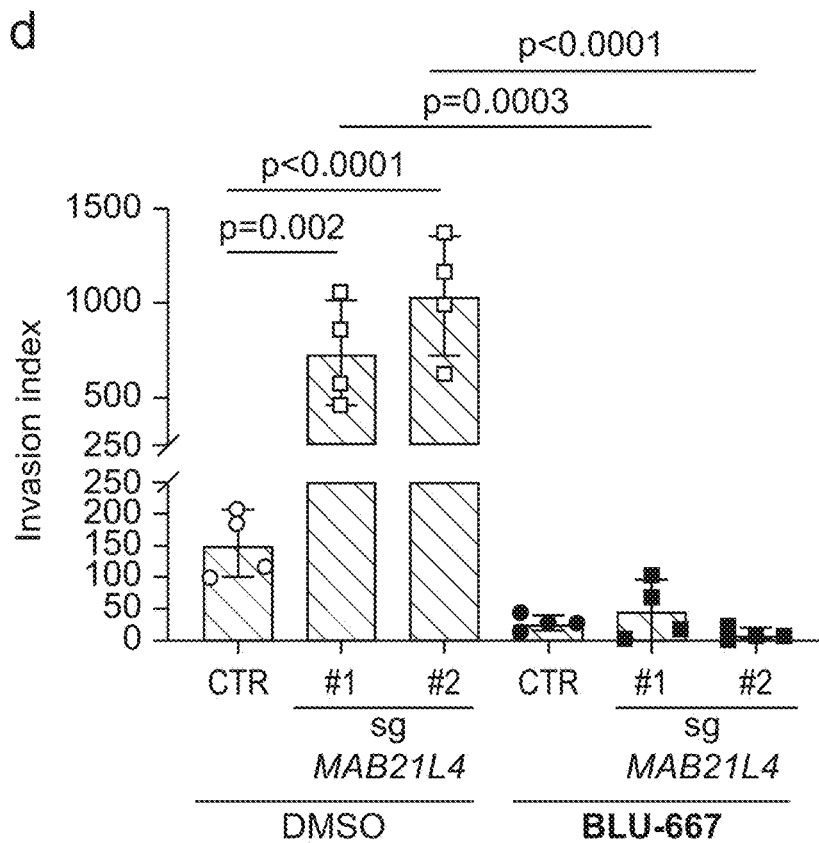 d
p<0.0001
p=0.0003
p<0.0001
p=0.002
Invasion index
1500
1000
500
250
250
200
150
100
50
0
CTR #1 #2 CTR #1 #2
sg sg
MAB21L4 MAB21L4
DMSO BLU-667